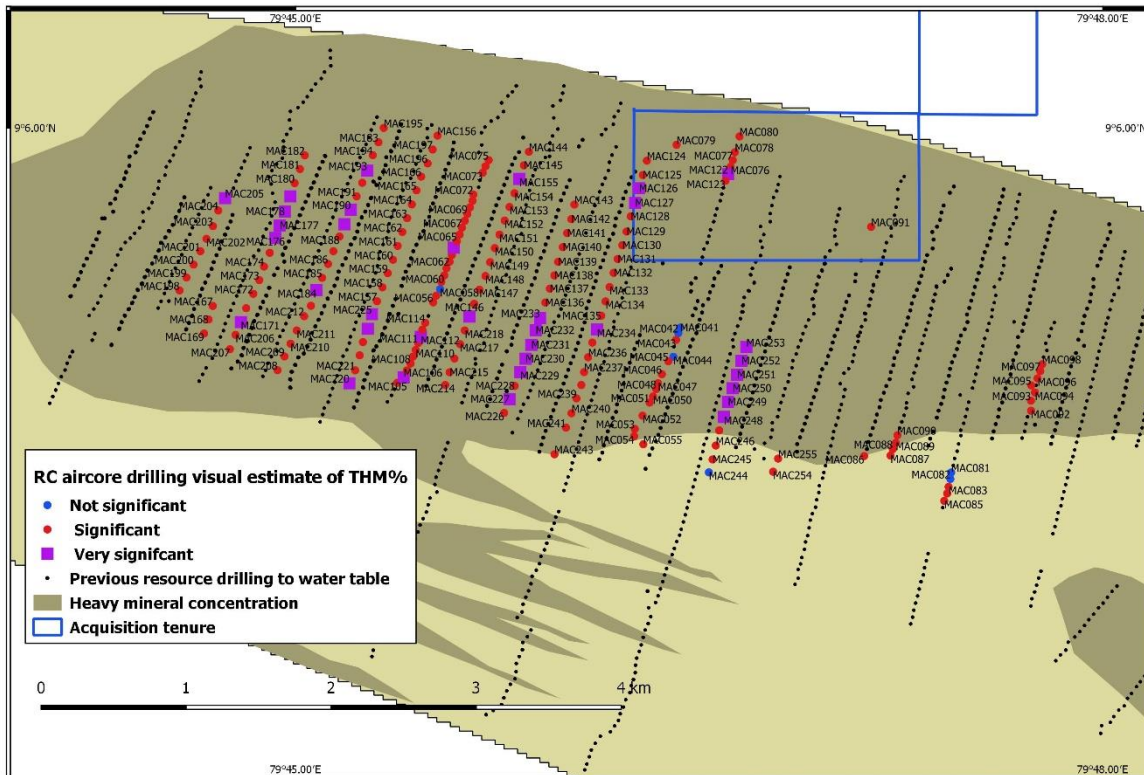 79°45.00'E
79°48.00'E
9°6.00'N
9°6.00'N
MAC195
MAC156
MAC183
MAC197
MAC182
MAC194
MAC196
MAC075
MAC144
MAC079
MAC080
MAC078
MAC181
MAC193
MAC166
MAC073
MAC145
MAC124
MAC077
MAC180
MAC165
MAC072
MAC155
MAC125
MAC122
MAC076
MAC205
MAC191
MAC164
MAC154
MAC126
MAC123
MAC204
MAC178
MAC190
MAC163
MAC069
MAC153
MAC143
MAC127
MAC203
MAC177
MAC162
MAC067
MAC152
MAC142
MAC128
MAC091
MAC202
MAC176
MAC188
MAC161
MAC065
MAC151
MAC141
MAC129
MAC201
MAC160
MAC150
MAC140
MAC130
MAC200
MAC174
MAC186
MAC159
MAC062
MAC149
MAC139
MAC131
MAC199
MAC173
MAC185
MAC158
MAC060
MAC148
MAC138
MAC132
MAC198
MAC172
MAC184
MAC157
MAC058
MAC147
MAC137
MAC133
MAC167
MAC212
MAC225
MAC056
MAC146
MAC136
MAC134
MAC168
MAC171
MAC114
MAC233
MAC135
MAC169
MAC206
MAC211
MAC111
MAC112
MAC218
MAC232
MAC234
MAC042
MAC041
MAC207
MAC209
MAC210
MAC110
MAC217
MAC231
MAC236
MAC043
MAC253
MAC208
MAC221
MAC108
MAC215
MAC230
MAC237
MAC045
MAC044
MAC252
MAC220
MAC106
MAC229
MAC046
MAC251
MAC105
MAC214
MAC228
MAC239
MAC048
MAC047
MAC250
MAC227
MAC240
MAC051
MAC050
MAC249
MAC226
MAC241
MAC052
MAC248
MAC053
MAC054
MAC055
MAC246
MAC243
MAC245
MAC255
MAC244
MAC254
MAC098
MAC097
MAC095
MAC096
MAC093
MAC094
MAC092
MAC090
MAC088
MAC089
MAC086
MAC087
MAC081
MAC082
MAC083
MAC085
RC aircore drilling visual estimate of THM%
Not significant
Significant
Very signifcant
Previous resource drilling to water table
Heavy mineral concentration
Acquisition tenure
0 1 2 3 4 km
79°45.00'E
79°48.00'E